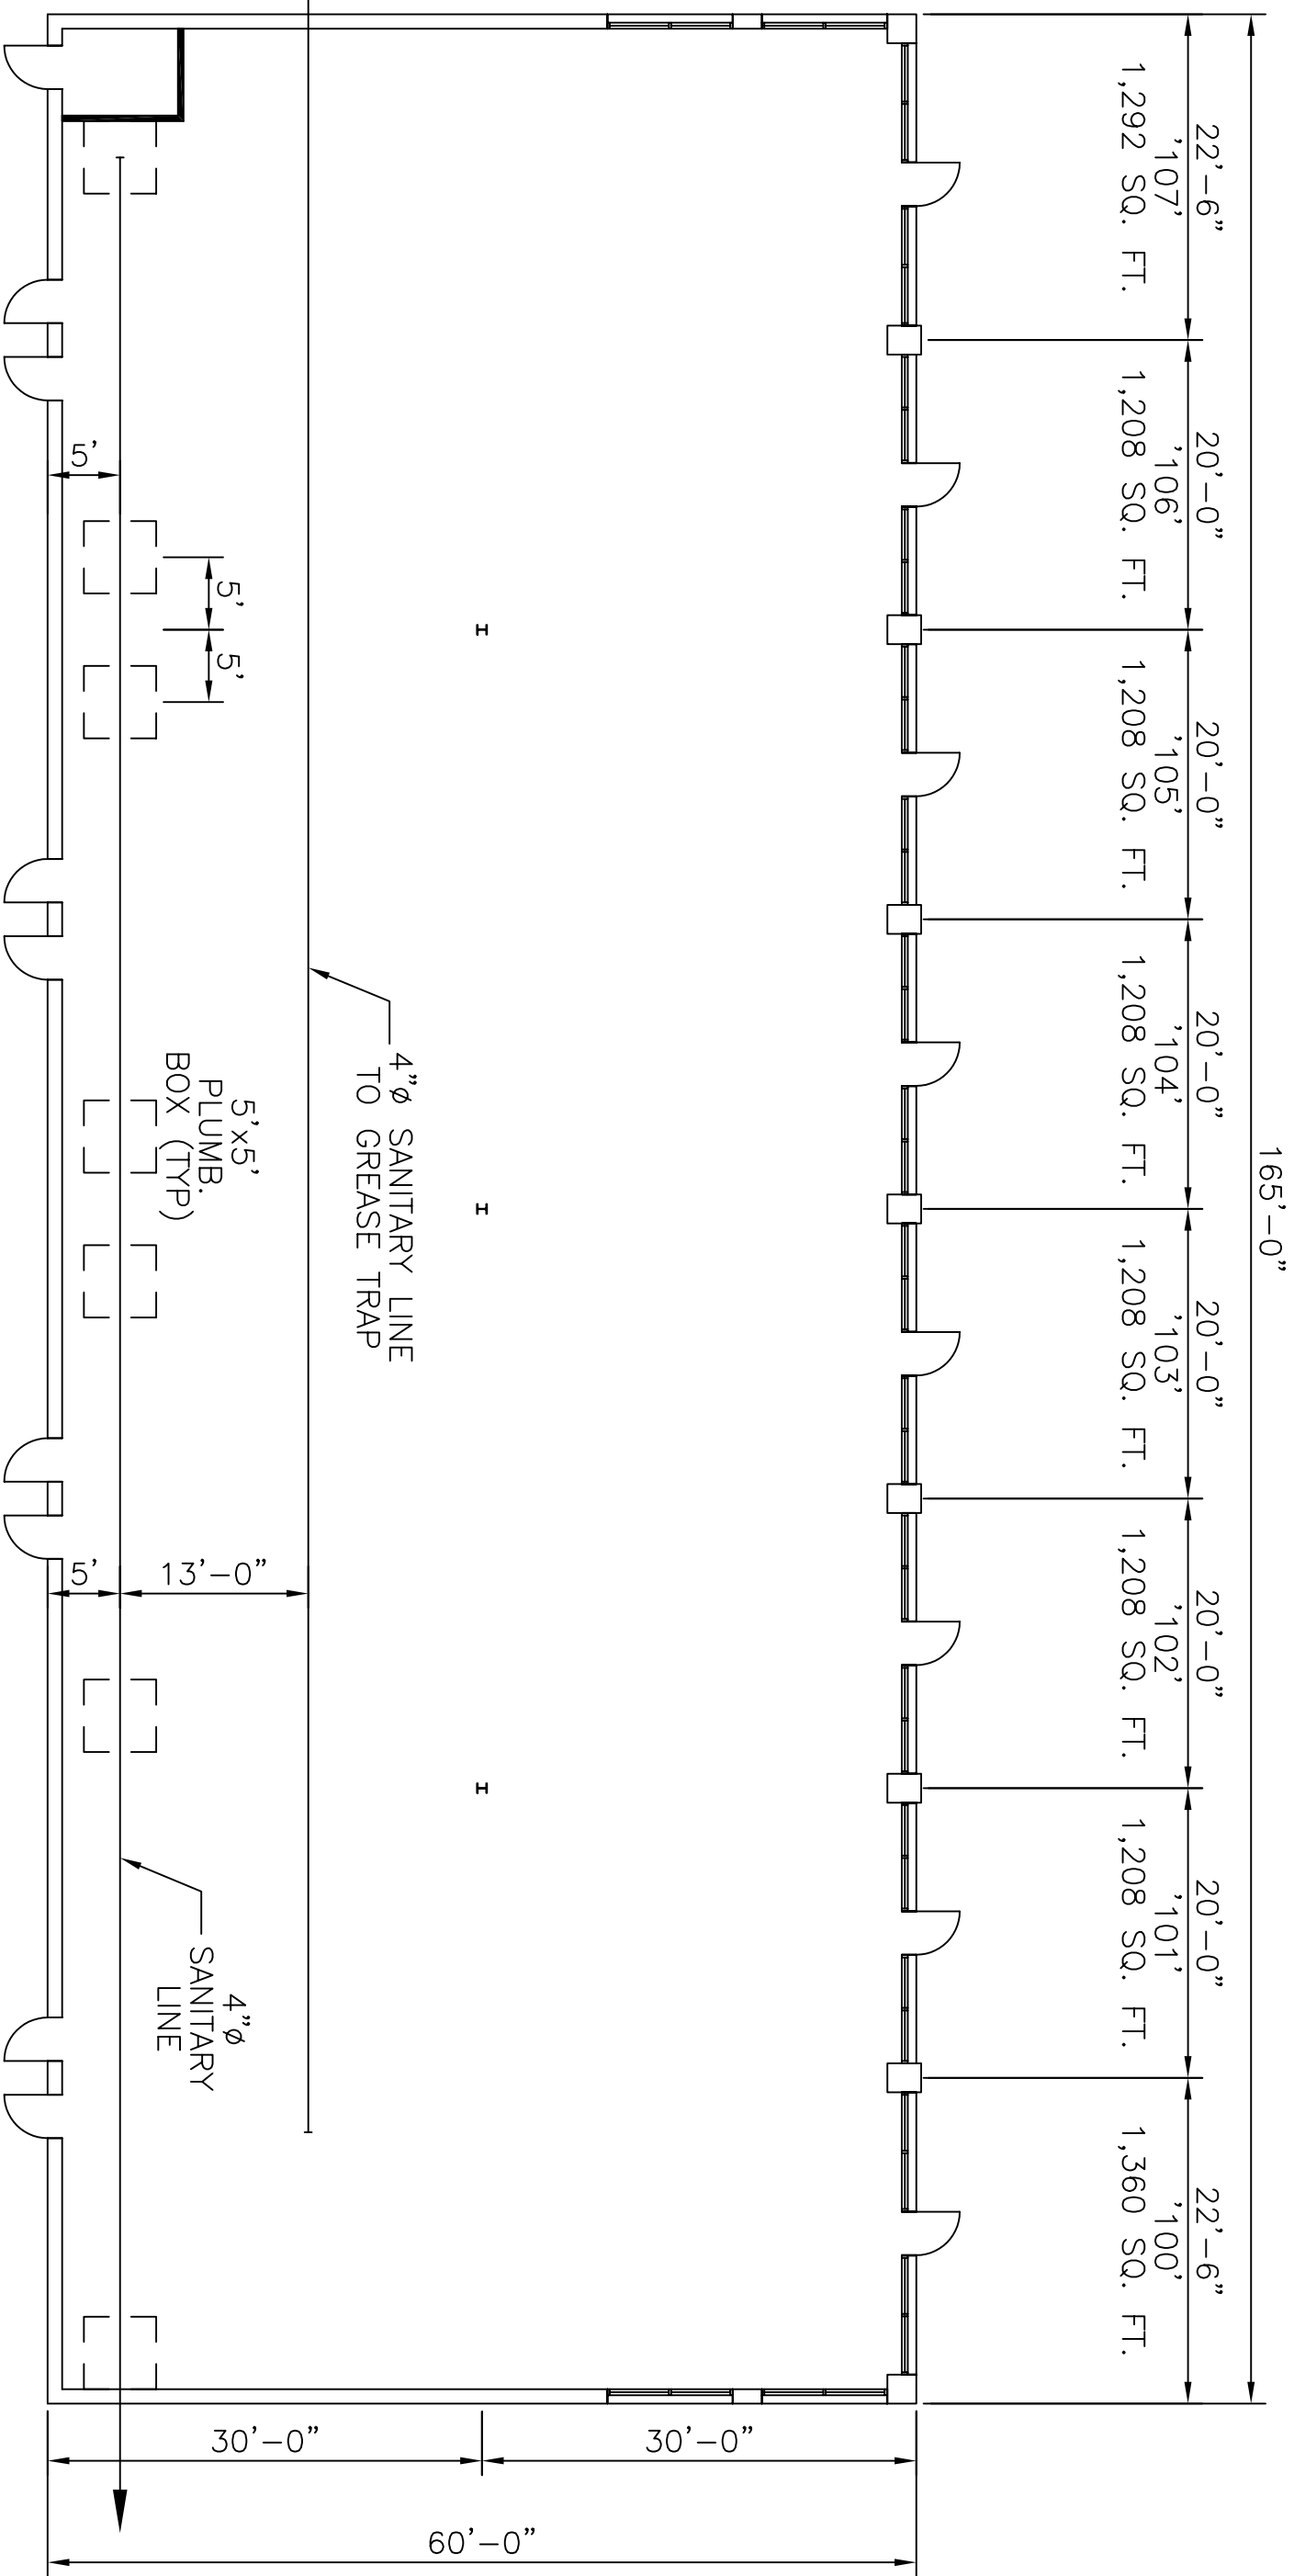 165'-0"
22'-6"
'107'
1,292 SQ. FT.
20'-0"
'106'
1,208 SQ. FT.
20'-0"
'105'
1,208 SQ. FT.
20'-0"
'104'
1,208 SQ. FT.
20'-0"
'103'
1,208 SQ. FT.
20'-0"
'102'
1,208 SQ. FT.
20'-0"
'101'
1,208 SQ. FT.
22'-6"
'100'
1,360 SQ. FT.
4"ø SANITARY LINE
TO GREASE TRAP
5'
5'
5'
5'x5'
PLUMB.
BOX (TYP)
13'-0"
5'
4"ø
SANITARY
LINE
30'-0"
30'-0"
60'-0"